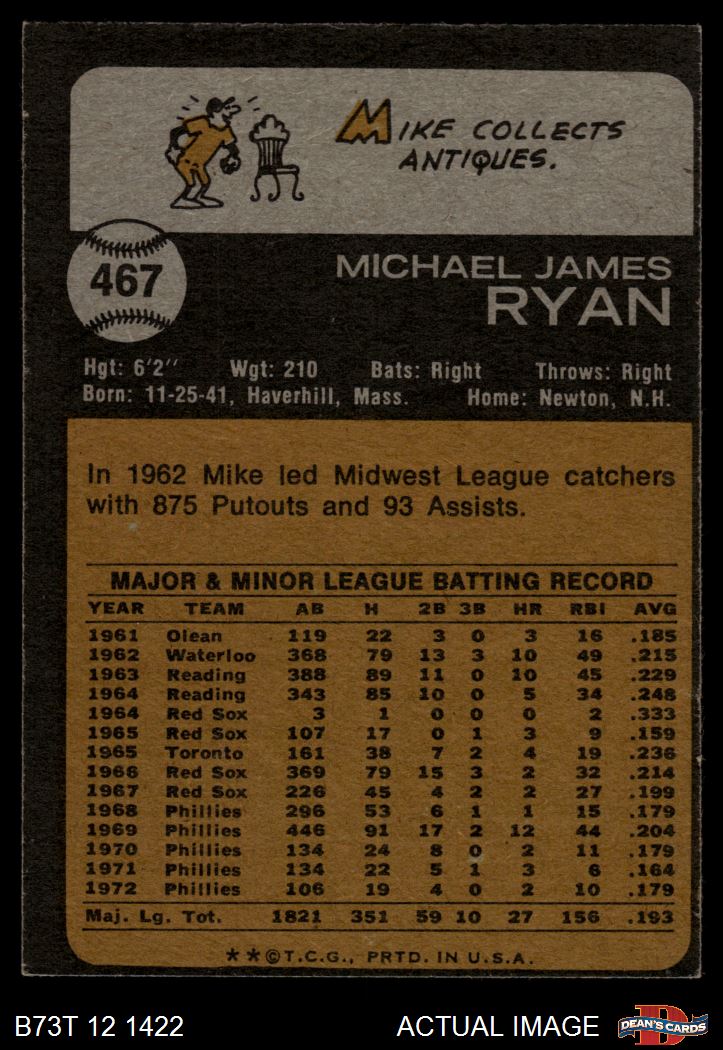 MIKE COLLECTS
ANTIQUES.
467
MICHAEL JAMES
RYAN
Hgt: 6'2" Wgt: 210 Bats: Right Throws: Right
Born: 11-25-41, Haverhill, Mass. Home: Newton, N.H.
In 1962 Mike led Midwest League catchers
with 875 Putouts and 93 Assists.
MAJOR & MINOR LEAGUE BATTING RECORD
YEAR TEAM AB H 2B 3B HR RBI AVG
1961 Olean 119 22 3 0 3 16 .185
1962 Waterloo 368 79 13 3 10 49 .215
1963 Reading 388 89 11 0 10 45 .229
1964 Reading 343 85 10 0 5 34 .248
1964 Red Sox 3 1 0 0 0 2 .333
1965 Red Sox 107 17 0 1 3 9 .159
1965 Toronto 161 38 7 2 4 19 .236
1966 Red Sox 369 79 15 3 2 32 .214
1967 Red Sox 226 45 4 2 2 27 .199
1968 Phillies 296 53 6 1 1 15 .179
1969 Phillies 446 91 17 2 12 44 .204
1970 Phillies 134 24 8 0 2 11 .179
1971 Phillies 134 22 5 1 3 6 .164
1972 Phillies 106 19 4 0 2 10 .179
Maj. Lg. Tot. 1821 351 59 10 27 156 .193
**©T.C.G., PRTD. IN U.S.A.
B73T 12 1422 ACTUAL IMAGE D DEAN'S CARDS